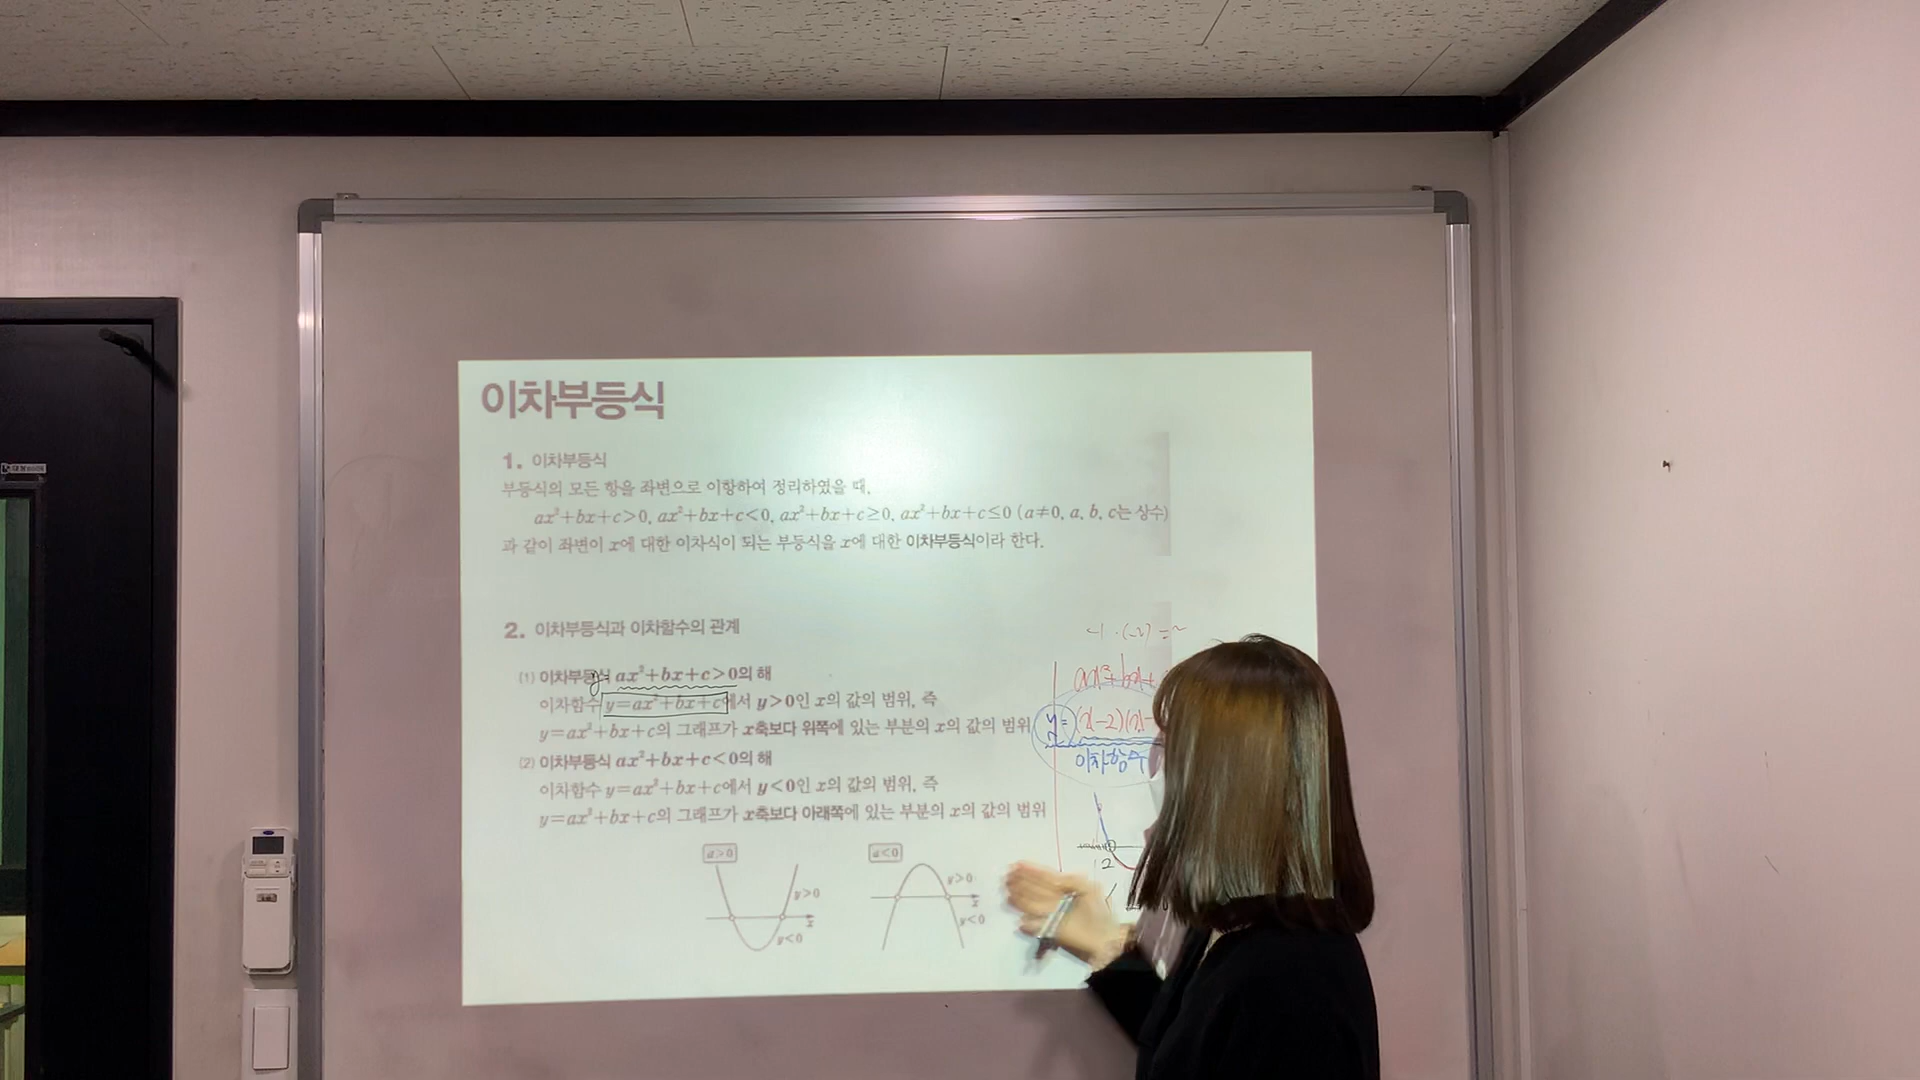 이차부등식
1. 이차부등식
부등식의 모든 항을 좌변으로 이항하여 정리하였을 때,
ax²+bx+c>0, ax²+bx+c<0, ax²+bx+c≥0, ax²+bx+c≤0 (a≠0, a, b, c는 상수)
과 같이 좌변이 x에 대한 이차식이 되는 부등식을 x에 대한 이차부등식이라 한다.
2. 이차부등식과 이차함수의 관계
(1) 이차부등식 ax²+bx+c>0의 해
y=
이차함수 y=ax²+bx+c에서 y>0인 x의 값의 범위, 즉
y=ax²+bx+c의 그래프가 x축보다 위쪽에 있는 부분의 x의 값의 범위
(2) 이차부등식 ax²+bx+c<0의 해
이차함수 y=ax²+bx+c에서 y<0인 x의 값의 범위, 즉
y=ax²+bx+c의 그래프가 x축보다 아래쪽에 있는 부분의 x의 값의 범위
a>0
y>0
x
y<0
a<0
y>0
x
y<0
ax²+bx+
y=(x-2)(x-
이차함수
2